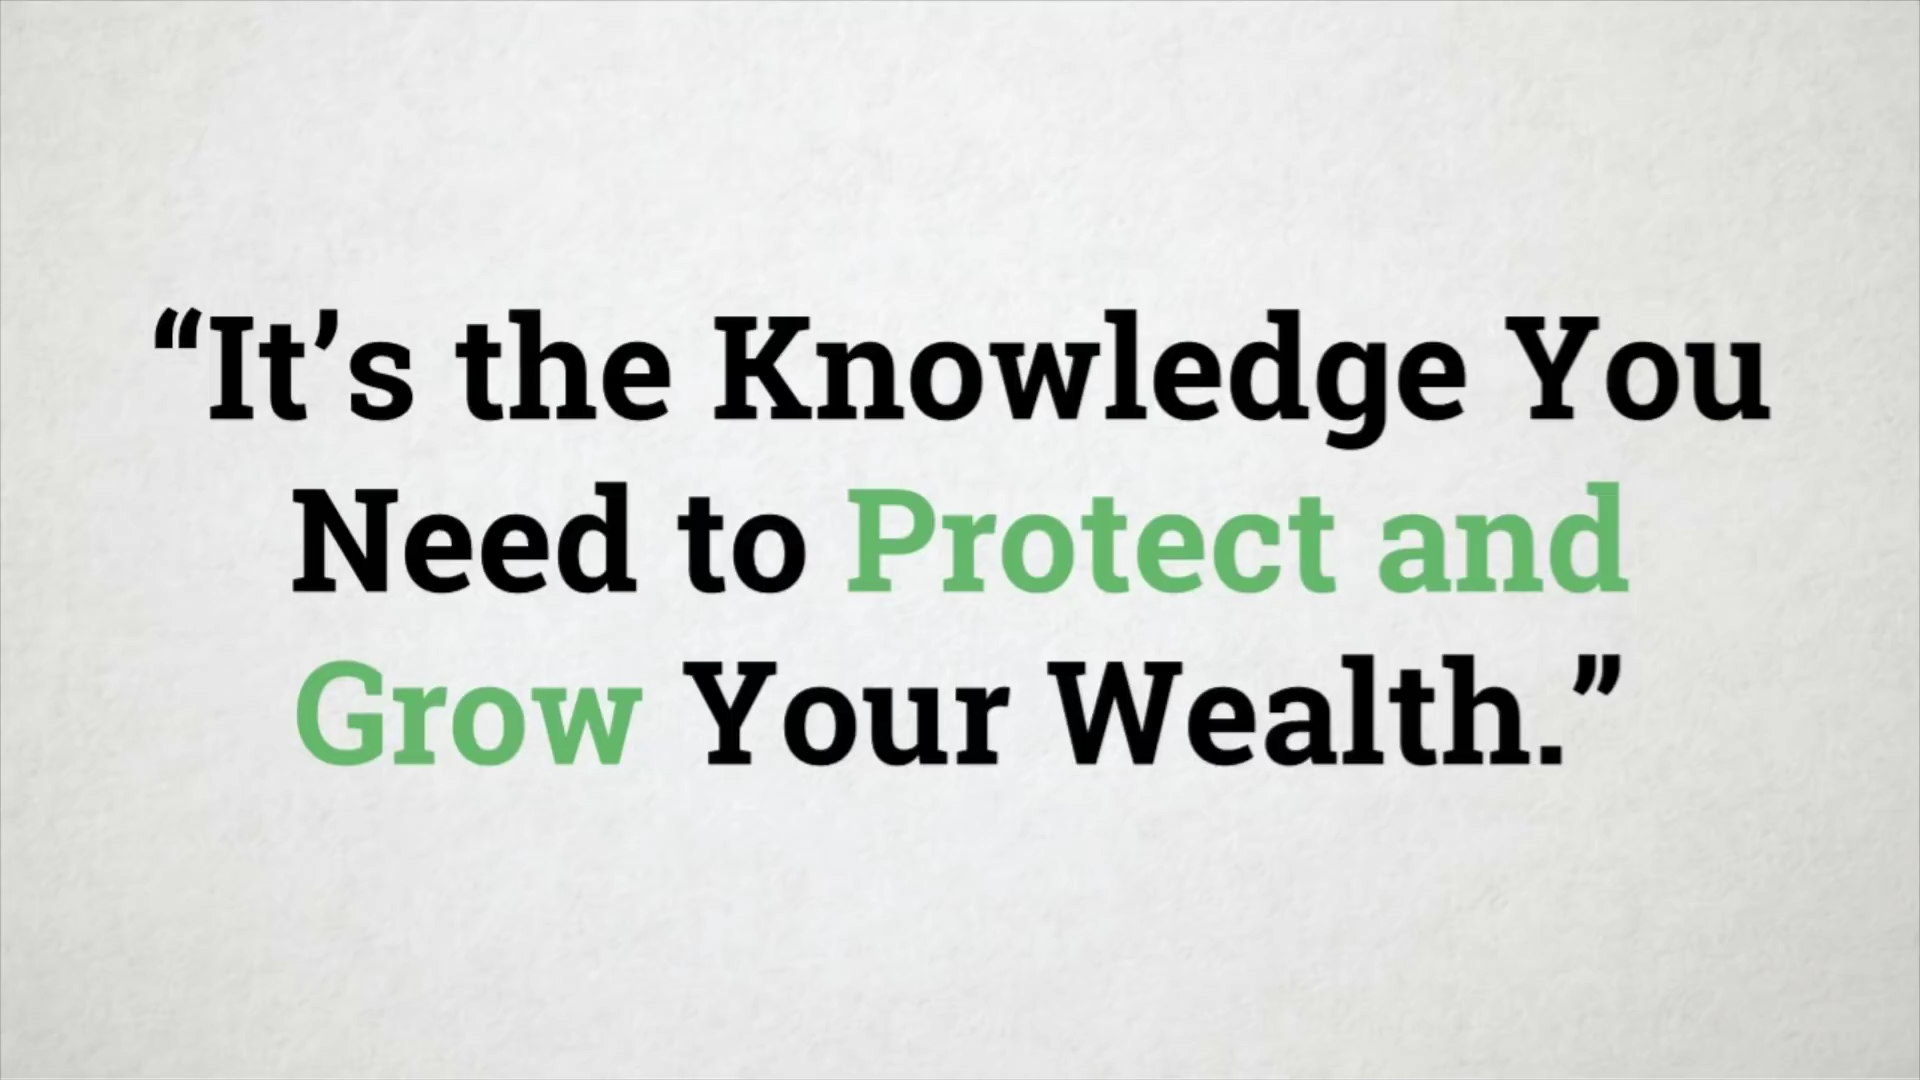 “It’s the Knowledge You
Need to Protect and
Grow Your Wealth.”